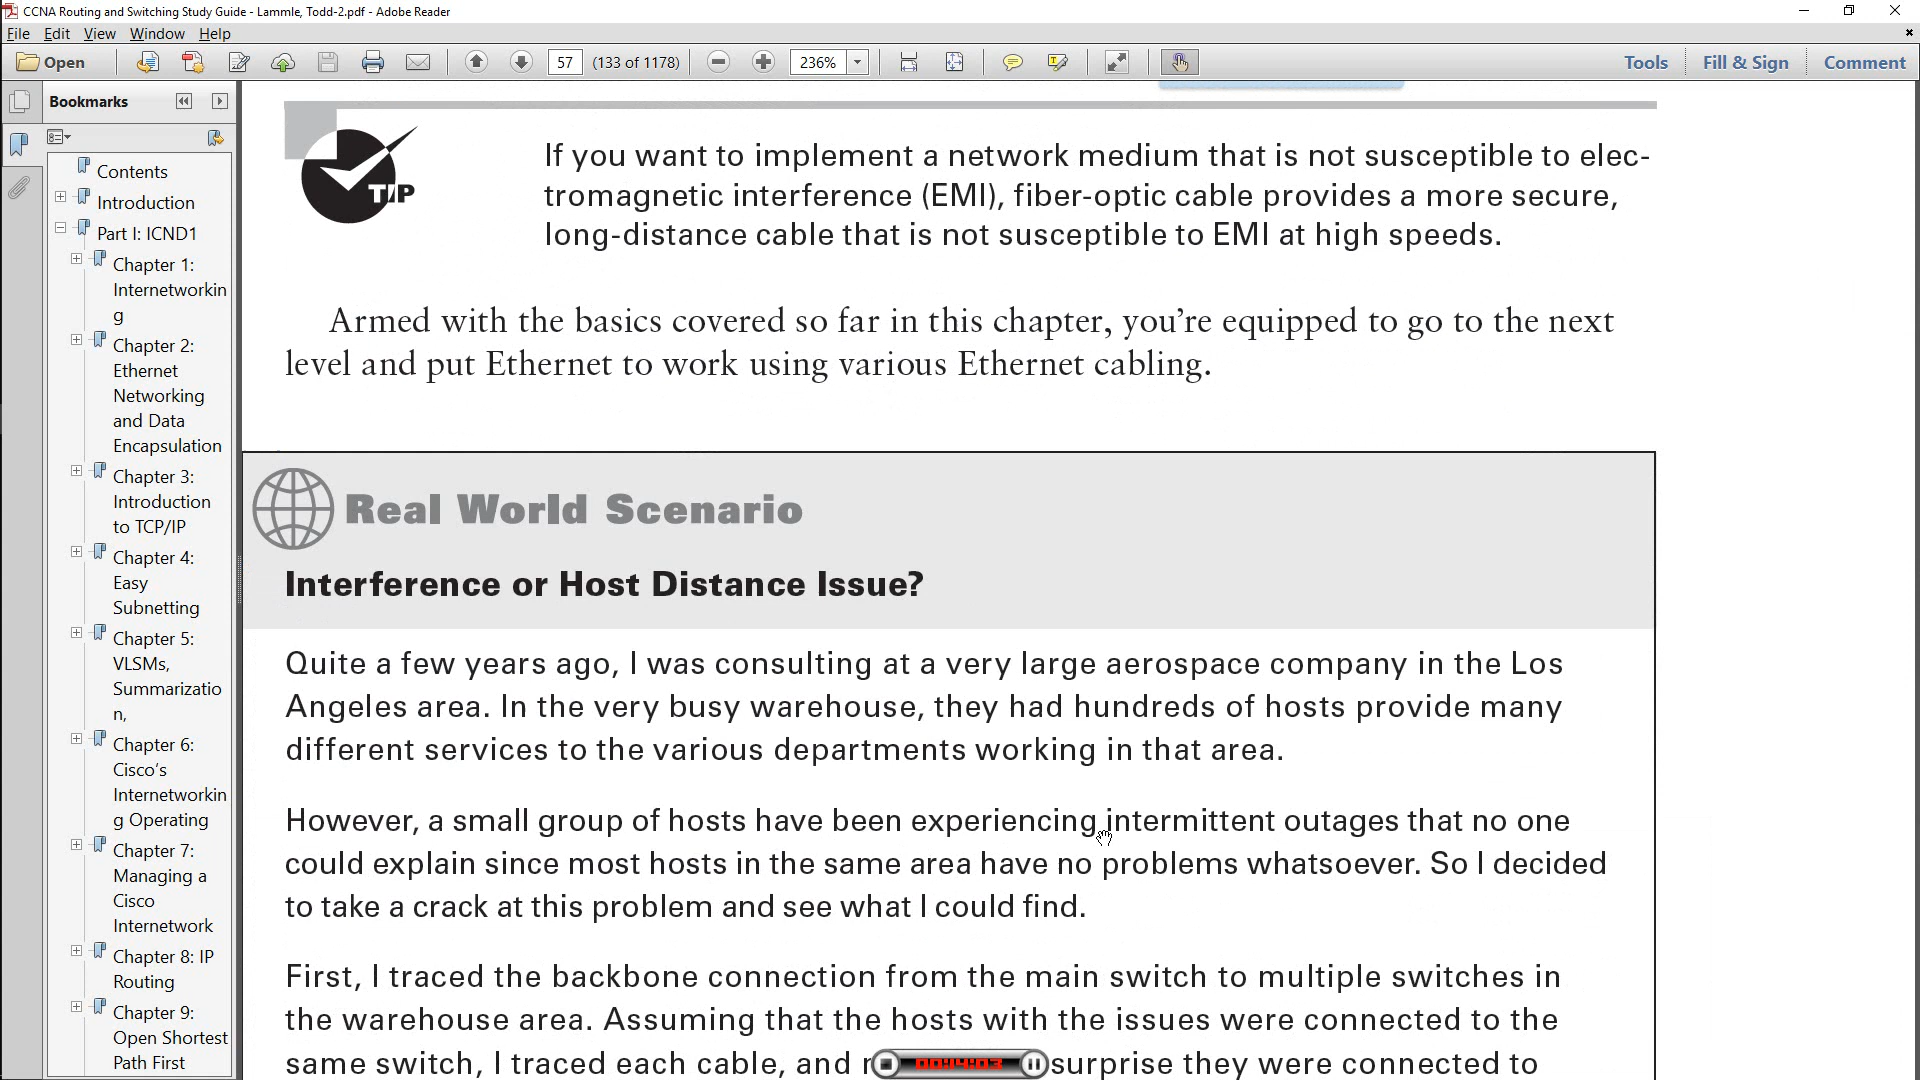 CCNA Routing and Switching Study Guide - Lammle, Todd-2.pdf - Adobe Reader
File Edit View Window Help
Open 57 (133 of 1178) 236% Tools Fill & Sign Comment
Bookmarks
Contents
Introduction
Part I: ICND1
Chapter 1:
Internetworkin
g
Chapter 2:
Ethernet
Networking
and Data
Encapsulation
Chapter 3:
Introduction
to TCP/IP
Chapter 4:
Easy
Subnetting
Chapter 5:
VLSMs,
Summarizatio
n,
Chapter 6:
Cisco's
Internetworkin
g Operating
Chapter 7:
Managing a
Cisco
Internetwork
Chapter 8: IP
Routing
Chapter 9:
Open Shortest
Path First
TIP
If you want to implement a network medium that is not susceptible to elec-
tromagnetic interference (EMI), fiber-optic cable provides a more secure,
long-distance cable that is not susceptible to EMI at high speeds.
Armed with the basics covered so far in this chapter, you're equipped to go to the next
level and put Ethernet to work using various Ethernet cabling.
Real World Scenario
Interference or Host Distance Issue?
Quite a few years ago, I was consulting at a very large aerospace company in the Los
Angeles area. In the very busy warehouse, they had hundreds of hosts provide many
different services to the various departments working in that area.
However, a small group of hosts have been experiencing intermittent outages that no one
could explain since most hosts in the same area have no problems whatsoever. So I decided
to take a crack at this problem and see what I could find.
First, I traced the backbone connection from the main switch to multiple switches in
the warehouse area. Assuming that the hosts with the issues were connected to the
same switch, I traced each cable, and surprise they were connected to
00:14:03